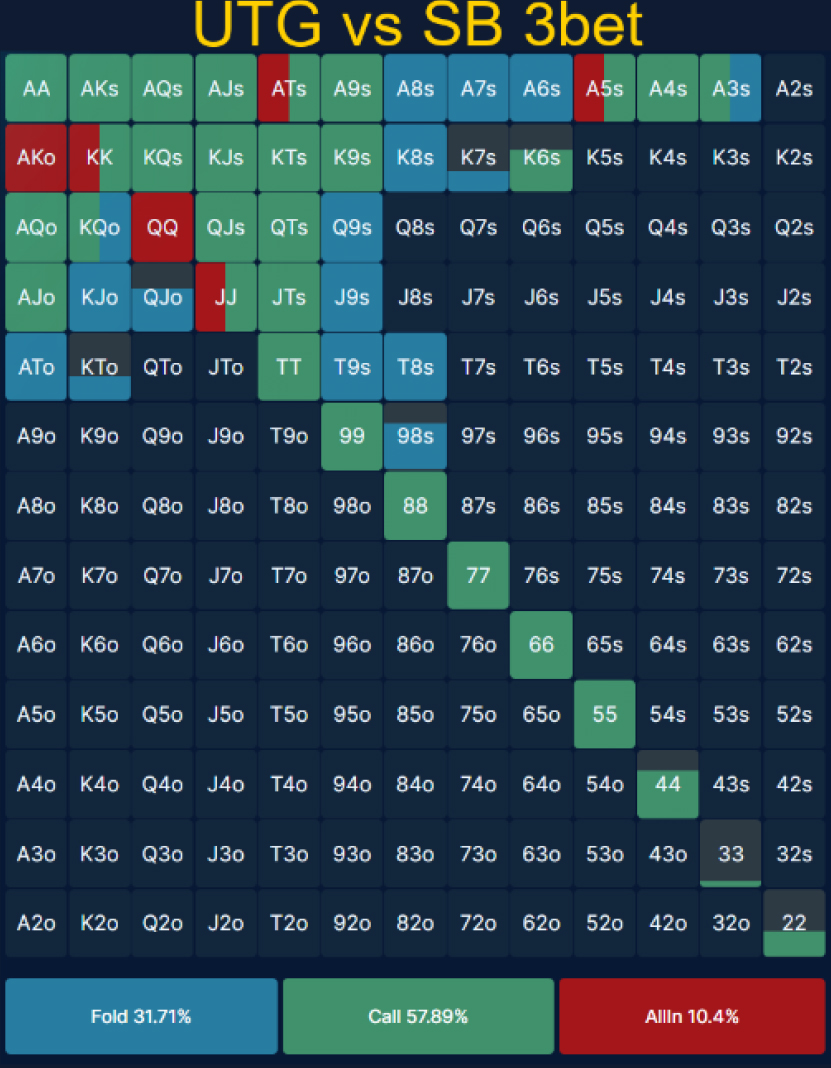 UTG vs SB 3bet
AA AKs AQs AJs ATs A9s A8s A7s A6s A5s A4s A3s A2s
AKo KK KQs KJs KTs K9s K8s K7s K6s K5s K4s K3s K2s
AQo KQo QQ QJs QTs Q9s Q8s Q7s Q6s Q5s Q4s Q3s Q2s
AJo KJo QJo JJ JTs J9s J8s J7s J6s J5s J4s J3s J2s
ATo KTo QTo JTo TT T9s T8s T7s T6s T5s T4s T3s T2s
A9o K9o Q9o J9o T9o 99 98s 97s 96s 95s 94s 93s 92s
A8o K8o Q8o J8o T8o 98o 88 87s 86s 85s 84s 83s 82s
A7o K7o Q7o J7o T7o 97o 87o 77 76s 75s 74s 73s 72s
A6o K6o Q6o J6o T6o 96o 86o 76o 66 65s 64s 63s 62s
A5o K5o Q5o J5o T5o 95o 85o 75o 65o 55 54s 53s 52s
A4o K4o Q4o J4o T4o 94o 84o 74o 64o 54o 44 43s 42s
A3o K3o Q3o J3o T3o 93o 83o 73o 63o 53o 43o 33 32s
A2o K2o Q2o J2o T2o 92o 82o 72o 62o 52o 42o 32o 22
Fold 31.71% Call 57.89% AllIn 10.4%